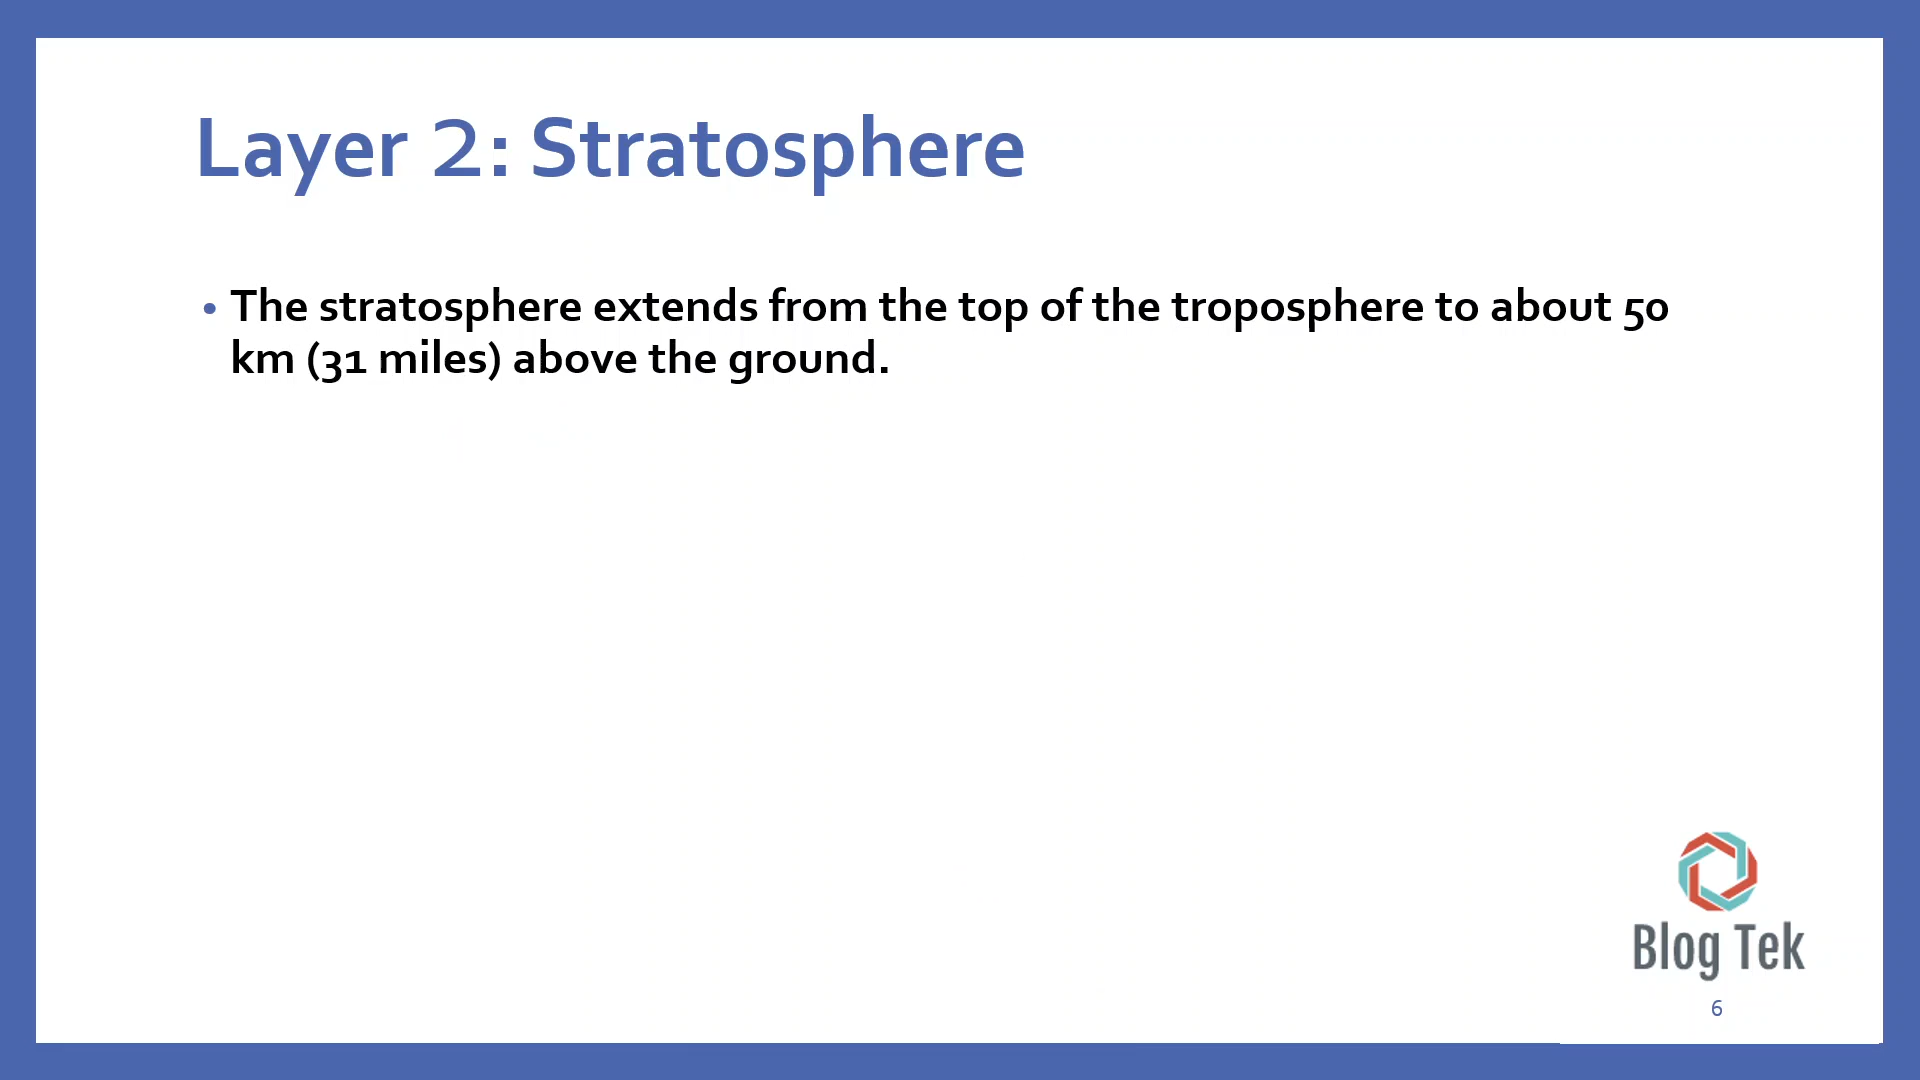 Layer 2: Stratosphere
• The stratosphere extends from the top of the troposphere to about 50
km (31 miles) above the ground.
Blog Tek
6